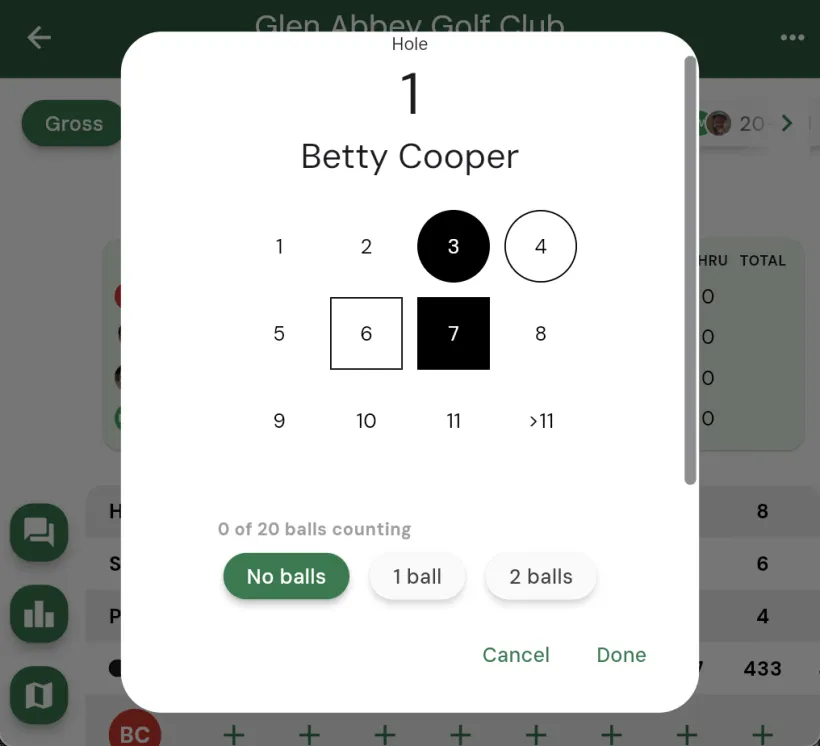 Glen Abbey Golf Club
Hole
1
Gross
20
Betty Cooper
1 2 3 4
HRU TOTAL
0
5 6 7 8
0
0
9 10 11 >11
0
H 8
0 of 20 balls counting
S 6
No balls 1 ball 2 balls
P 4
Cancel Done
7 433
BC + + + + + + + +